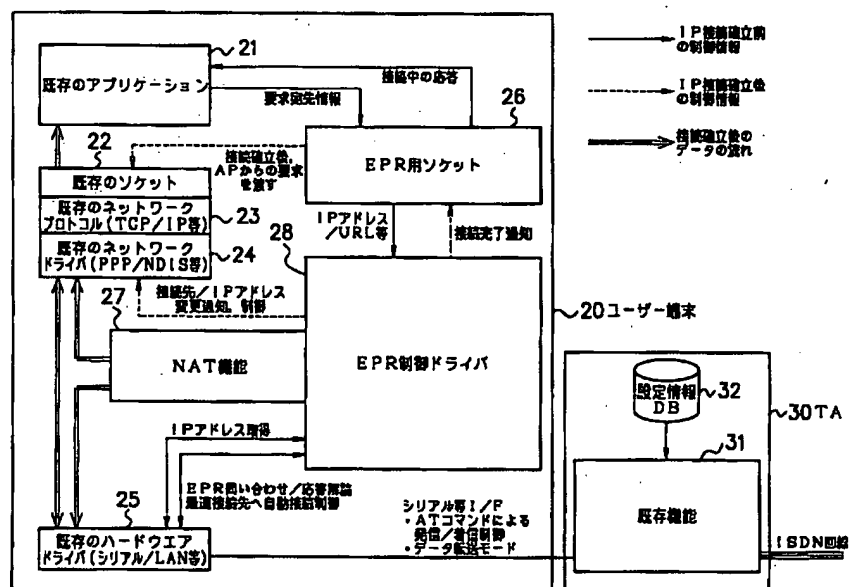 21
既存のアプリケーション
接続中の応答
要求宛先情報
26
IP接続確立前
の制御情報
IP接続確立後
の制御情報
接続確立後の
データの流れ
22
接続確立後、
APからの要求
を渡す
EPR用ソケット
既存のソケット
既存のネットワーク
プロトコル(TCP/IP等)
23
既存のネットワーク
ドライバ(PPP/NDIS等)
24
IPアドレス
/URL等
接続完了通知
28
接続先/IPアドレス
変更通知、制御
27
NAT機能
EPR制御ドライバ
20ユーザー端末
設定情報
DB
32
30TA
IPアドレス取得
31
既存機能
EPR問い合わせ/応答解論
最適接続先へ自動接続制御
25
既存のハードウエア
ドライバ(シリアル/LAN等)
シリアル等I/F
・ATコマンドによる
発信/着信制御
・データ転送モード
ISDN回線